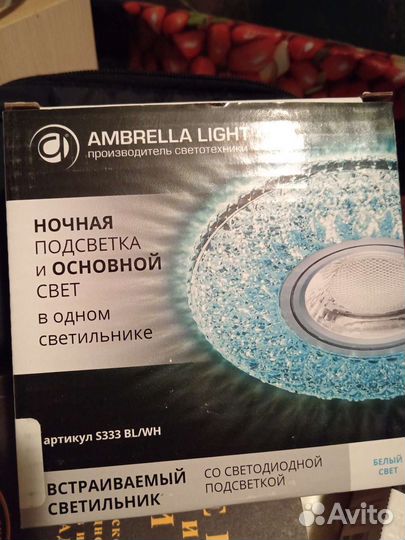 AMBRELLA LIGHT
производитель светотехники
НОЧНАЯ
ПОДСВЕТКА
и ОСНОВНОЙ
СВЕТ
в одном
светильнике
артикул S333 BL/WH
ВСТРАИВАЕМЫЙ
СВЕТИЛЬНИК
СО СВЕТОДИОДНОЙ
ПОДСВЕТКОЙ
БЕЛЫЙ
СВЕТ
Avito